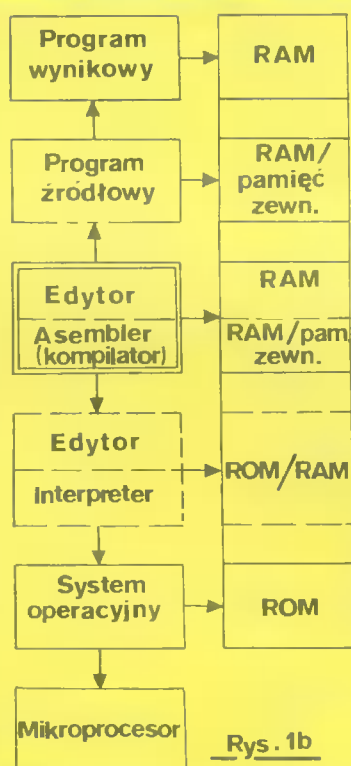 Program
wynikowy
RAM
Program
źródłowy
RAM/
pamięć
zewn.
Edytor
Asembler
(kompilator)
RAM
RAM/pam
zewn.
Edytor
Interpreter
ROM/RAM
System
operacyjny
ROM
Mikroprocesor
Rys. 1b